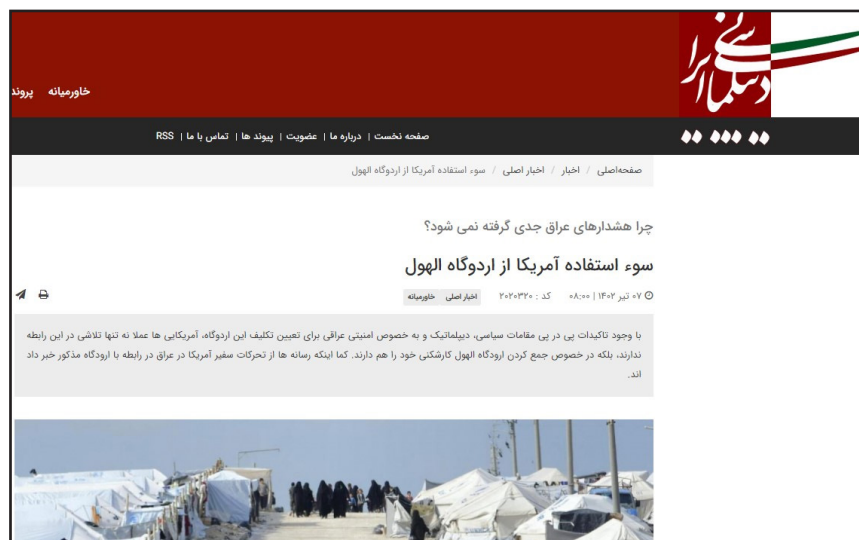 دیپلماسی ایرانی
خاورمیانه پروند
صفحه نخست | درباره ما | عضویت | پیوند ها | تماس با ما | RSS
صفحه‌اصلی / اخبار / اخبار اصلی / سوء استفاده آمریکا از اردوگاه الهول
چرا هشدارهای عراق جدی گرفته نمی شود؟
سوء استفاده آمریکا از اردوگاه الهول
۰۷ تیر ۱۴۰۲ | ۰۸:۰۰ کد : ۲۰۲۰۳۲۰ اخبار اصلی خاورمیانه
با وجود تاکیدات پی در پی مقامات سیاسی، دیپلماتیک و به خصوص امنیتی عراقی برای تعیین تکلیف این اردوگاه، آمریکایی ها عملا نه تنها تلاشی در این رابطه
ندارند، بلکه در خصوص جمع کردن اردوگاه الهول کارشکنی خود را هم دارند. کما اینکه رسانه ها از تحرکات سفیر آمریکا در عراق در رابطه با اردوگاه مذکور خبر داد
اند.